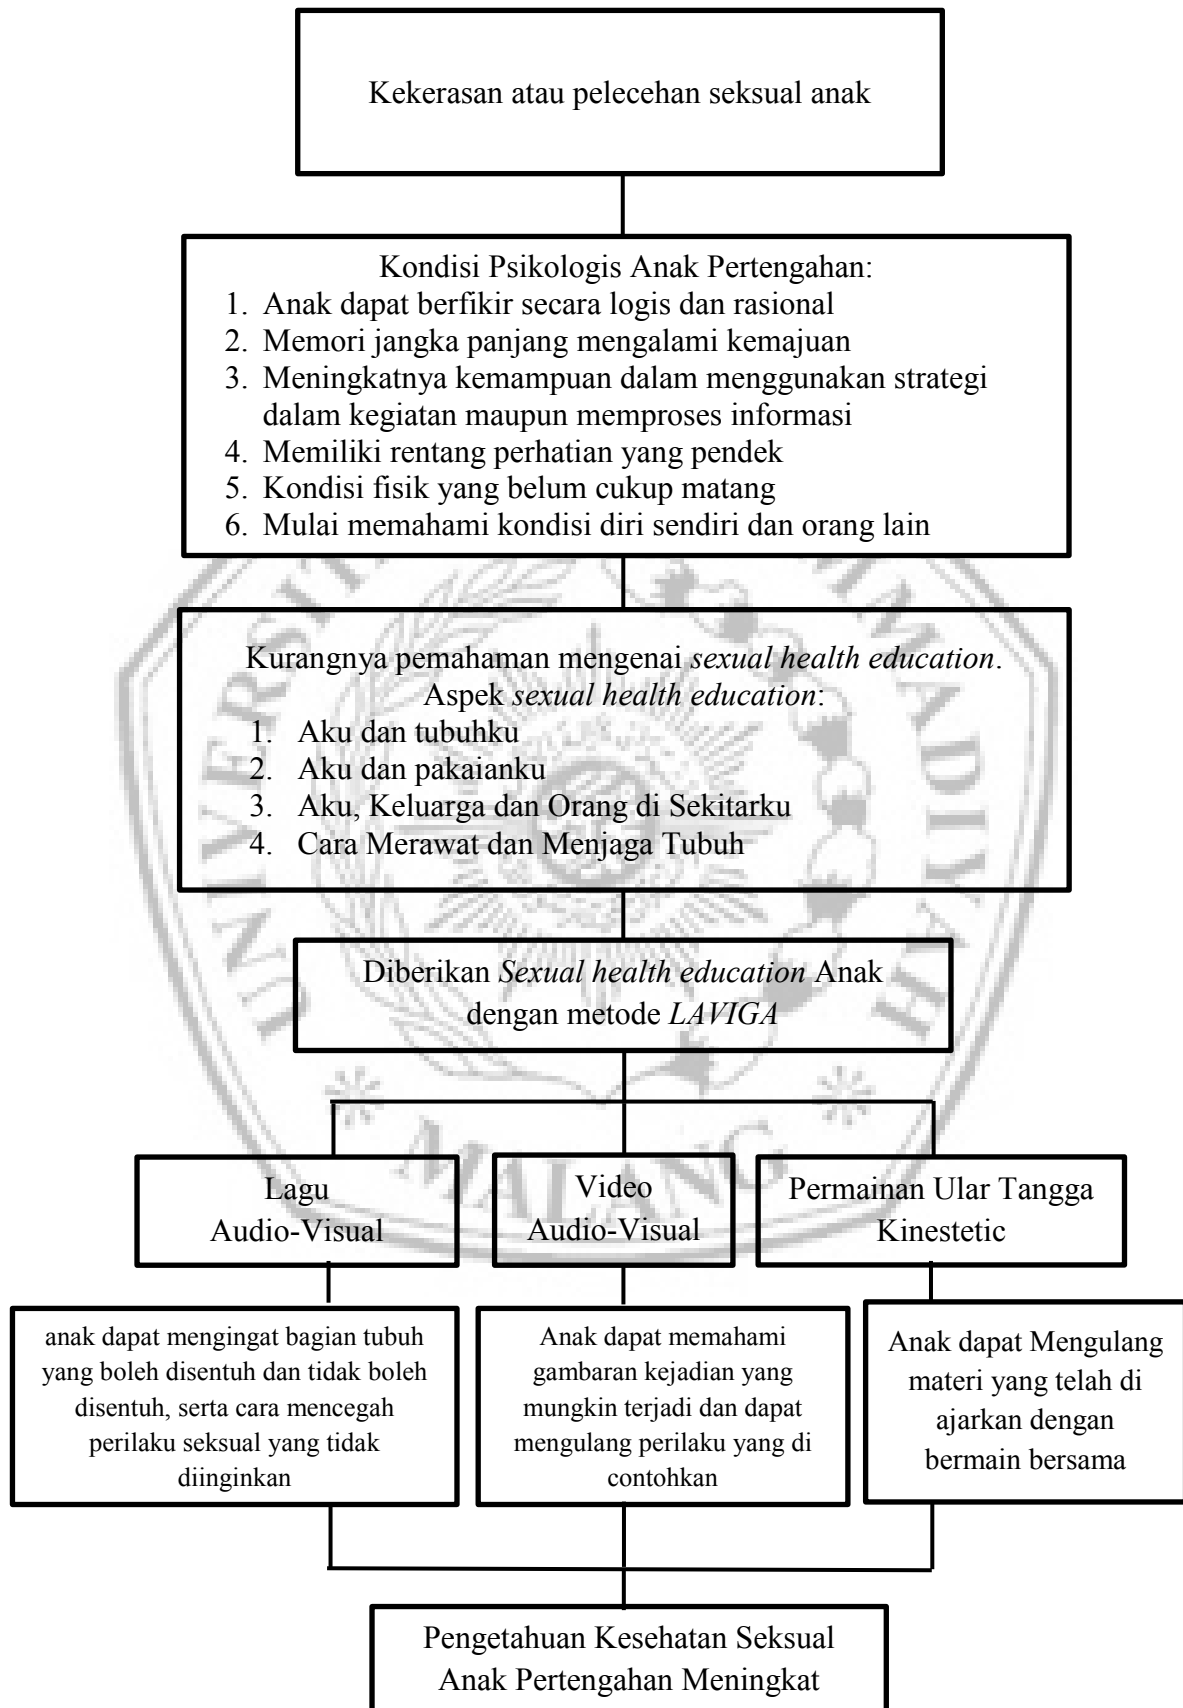 Kekerasan atau pelecehan seksual anak
Kondisi Psikologis Anak Pertengahan:
1. Anak dapat berfikir secara logis dan rasional
2. Memori jangka panjang mengalami kemajuan
3. Meningkatnya kemampuan dalam menggunakan strategi
dalam kegiatan maupun memproses informasi
4. Memiliki rentang perhatian yang pendek
5. Kondisi fisik yang belum cukup matang
6. Mulai memahami kondisi diri sendiri dan orang lain
Kurangnya pemahaman mengenai sexual health education.
Aspek sexual health education:
1. Aku dan tubuhku
2. Aku dan pakaianku
3. Aku, Keluarga dan Orang di Sekitarku
4. Cara Merawat dan Menjaga Tubuh
Diberikan Sexual health education Anak
dengan metode LAVIGA
Lagu
Audio-Visual
Video
Audio-Visual
Permainan Ular Tangga
Kinestetic
anak dapat mengingat bagian tubuh
yang boleh disentuh dan tidak boleh
disentuh, serta cara mencegah
perilaku seksual yang tidak
diinginkan
Anak dapat memahami
gambaran kejadian yang
mungkin terjadi dan dapat
mengulang perilaku yang di
contohkan
Anak dapat Mengulang
materi yang telah di
ajarkan dengan
bermain bersama
Pengetahuan Kesehatan Seksual
Anak Pertengahan Meningkat
MALANG